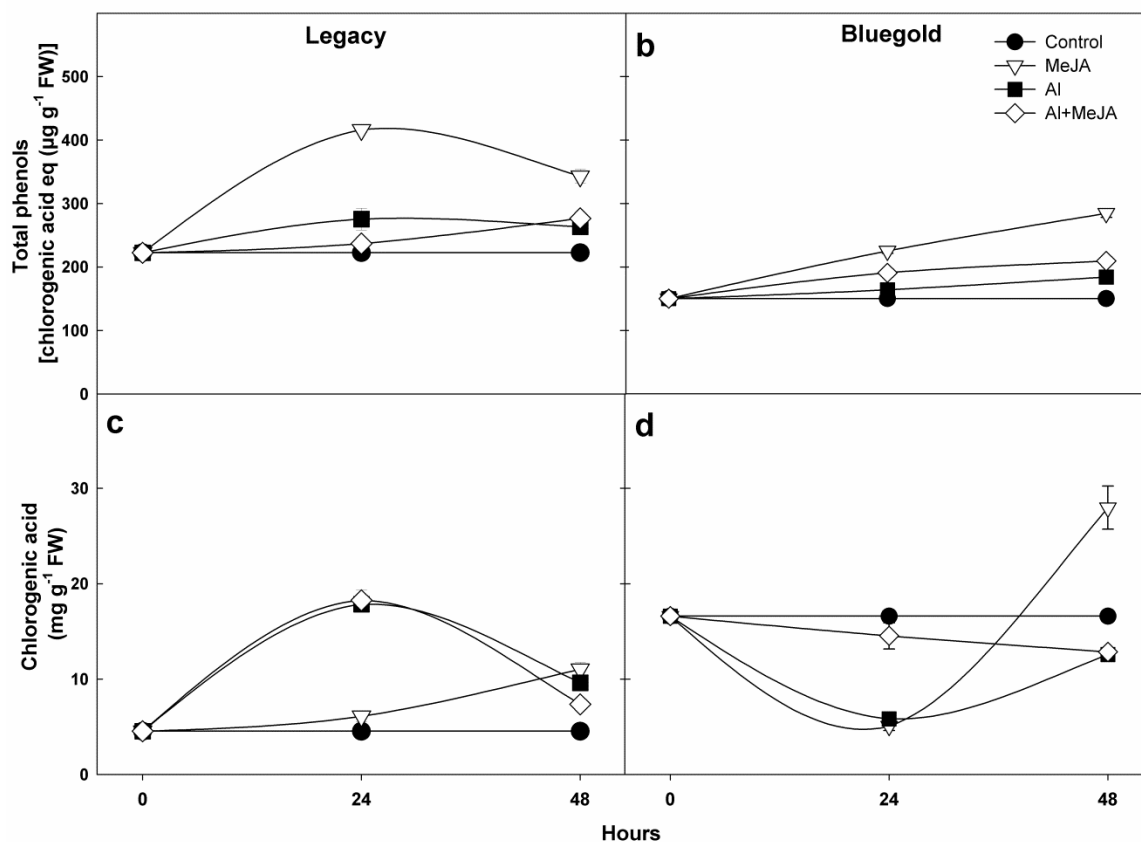 Legacy
b
Bluegold
Control
MeJA
Al
Al+MeJA
Total phenols
[chlorogenic acid eq (µg g⁻¹ FW)]
500
400
300
200
100
0
c
d
Chlorogenic acid
(mg g⁻¹ FW)
30
20
10
0
0
24
48
0
24
48
Hours